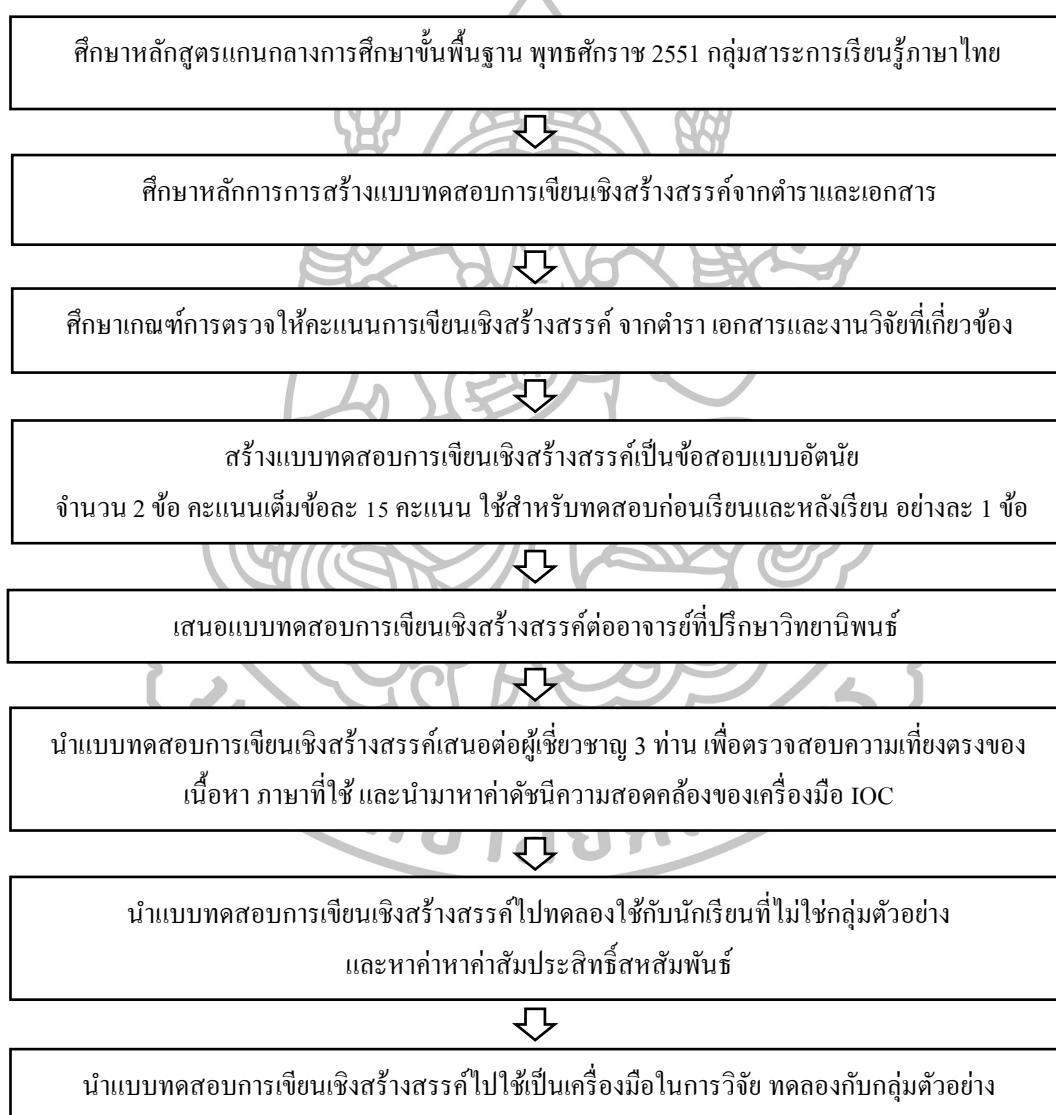 ศึกษาหลักสูตรแกนกลางการศึกษาขั้นพื้นฐาน พุทธศักราช 2551 กลุ่มสาระการเรียนรู้ภาษาไทย
ศึกษาหลักการการสร้างแบบทดสอบการเขียนเชิงสร้างสรรค์จากตำราและเอกสาร
ศึกษาเกณฑ์การตรวจให้คะแนนการเขียนเชิงสร้างสรรค์ จากตำรา เอกสารและงานวิจัยที่เกี่ยวข้อง
สร้างแบบทดสอบการเขียนเชิงสร้างสรรค์เป็นข้อสอบแบบอัตนัย
จำนวน 2 ข้อ คะแนนเต็มข้อละ 15 คะแนน ใช้สำหรับทดสอบก่อนเรียนและหลังเรียน อย่างละ 1 ข้อ
เสนอแบบทดสอบการเขียนเชิงสร้างสรรค์ต่ออาจารย์ที่ปรึกษาวิทยานิพนธ์
นำแบบทดสอบการเขียนเชิงสร้างสรรค์เสนอต่อผู้เชี่ยวชาญ 3 ท่าน เพื่อตรวจสอบความเที่ยงตรงของ
เนื้อหา ภาษาที่ใช้ และนำมาหาค่าดัชนีความสอดคล้องของเครื่องมือ IOC
นำแบบทดสอบการเขียนเชิงสร้างสรรค์ไปทดลองใช้กับนักเรียนที่ไม่ใช่กลุ่มตัวอย่าง
และหาค่าหาค่าสัมประสิทธิ์สหสัมพันธ์
นำแบบทดสอบการเขียนเชิงสร้างสรรค์ไปใช้เป็นเครื่องมือในการวิจัย ทดลองกับกลุ่มตัวอย่าง